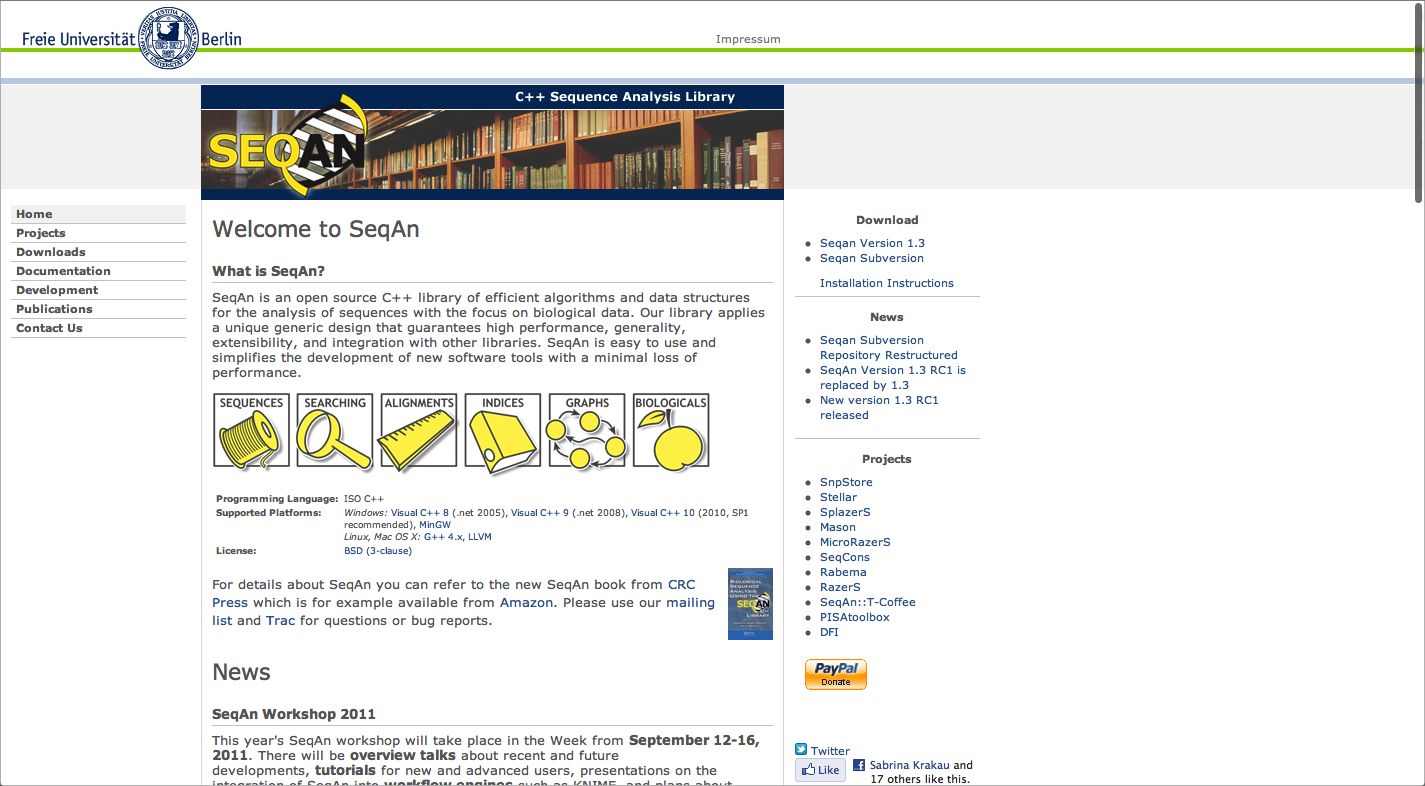 Freie Universität Berlin
Impressum
C++ Sequence Analysis Library
SEQAN
Home
Projects
Downloads
Documentation
Development
Publications
Contact Us
Welcome to SeqAn
What is SeqAn?
SeqAn is an open source C++ library of efficient algorithms and data structures
for the analysis of sequences with the focus on biological data. Our library applies
a unique generic design that guarantees high performance, generality,
extensibility, and integration with other libraries. SeqAn is easy to use and
simplifies the development of new software tools with a minimal loss of
performance.
SEQUENCES SEARCHING ALIGNMENTS INDICES GRAPHS BIOLOGICALS
Programming Language: ISO C++
Supported Platforms: Windows: Visual C++ 8 (.net 2005), Visual C++ 9 (.net 2008), Visual C++ 10 (2010, SP1
recommended), MinGW
Linux, Mac OS X: G++ 4.x, LLVM
License: BSD (3-clause)
For details about SeqAn you can refer to the new SeqAn book from CRC
Press which is for example available from Amazon. Please use our mailing
list and Trac for questions or bug reports.
BIOLOGICAL
SEQUENCE
ANALYSIS
USING THE
SEQAN
C++
LIBRARY
News
SeqAn Workshop 2011
This year's SeqAn workshop will take place in the Week from September 12-16,
2011. There will be overview talks about recent and future
developments, tutorials for new and advanced users, presentations on the
integration of SeqAn into workflow engines such as KNIME, and plans about
Download
Seqan Version 1.3
Seqan Subversion
Installation Instructions
News
Seqan Subversion
Repository Restructured
SeqAn Version 1.3 RC1 is
replaced by 1.3
New version 1.3 RC1
released
Projects
SnpStore
Stellar
SplazerS
Mason
MicroRazerS
SeqCons
Rabema
RazerS
SeqAn::T-Coffee
PISAtoolbox
DFI
PayPal
Donate
Twitter
Like
Sabrina Krakau and
17 others like this.